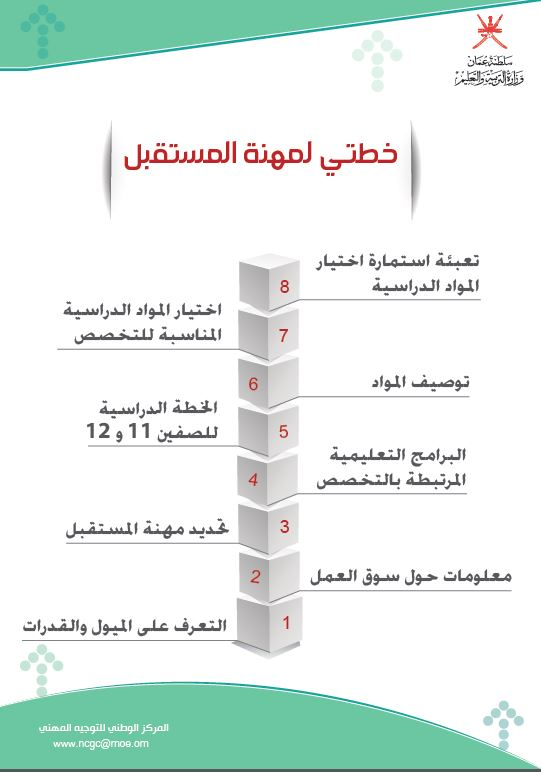 سلطنة عمان
وزارة التربية والتعليم
خطتي لمهنة المستقبل
تعبئة استمارة اختيار
المواد الدراسية
8
اختيار المواد الدراسية
المناسبة للتخصص
7
توصيف المواد
6
الخطة الدراسية
للصفين 11 و 12
5
البرامج التعليمية
المرتبطة بالتخصص
4
تحديد مهنة المستقبل
3
معلومات حول سوق العمل
2
التعرف على الميول والقدرات
1
المركز الوطني للتوجيه المهني
www.ncgc@moe.om